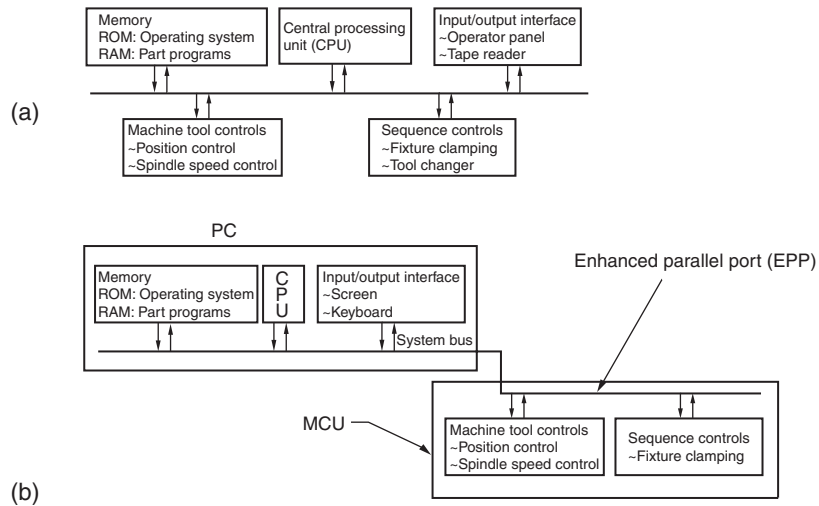 Memory
ROM: Operating system
RAM: Part programs
Central processing
unit (CPU)
Input/output interface
~Operator panel
~Tape reader
(a)
Machine tool controls
~Position control
~Spindle speed control
Sequence controls
~Fixture clamping
~Tool changer
PC
Enhanced parallel port (EPP)
Memory
ROM: Operating system
RAM: Part programs
C
P
U
Input/output interface
~Screen
~Keyboard
System bus
MCU
Machine tool controls
~Position control
~Spindle speed control
Sequence controls
~Fixture clamping
(b)